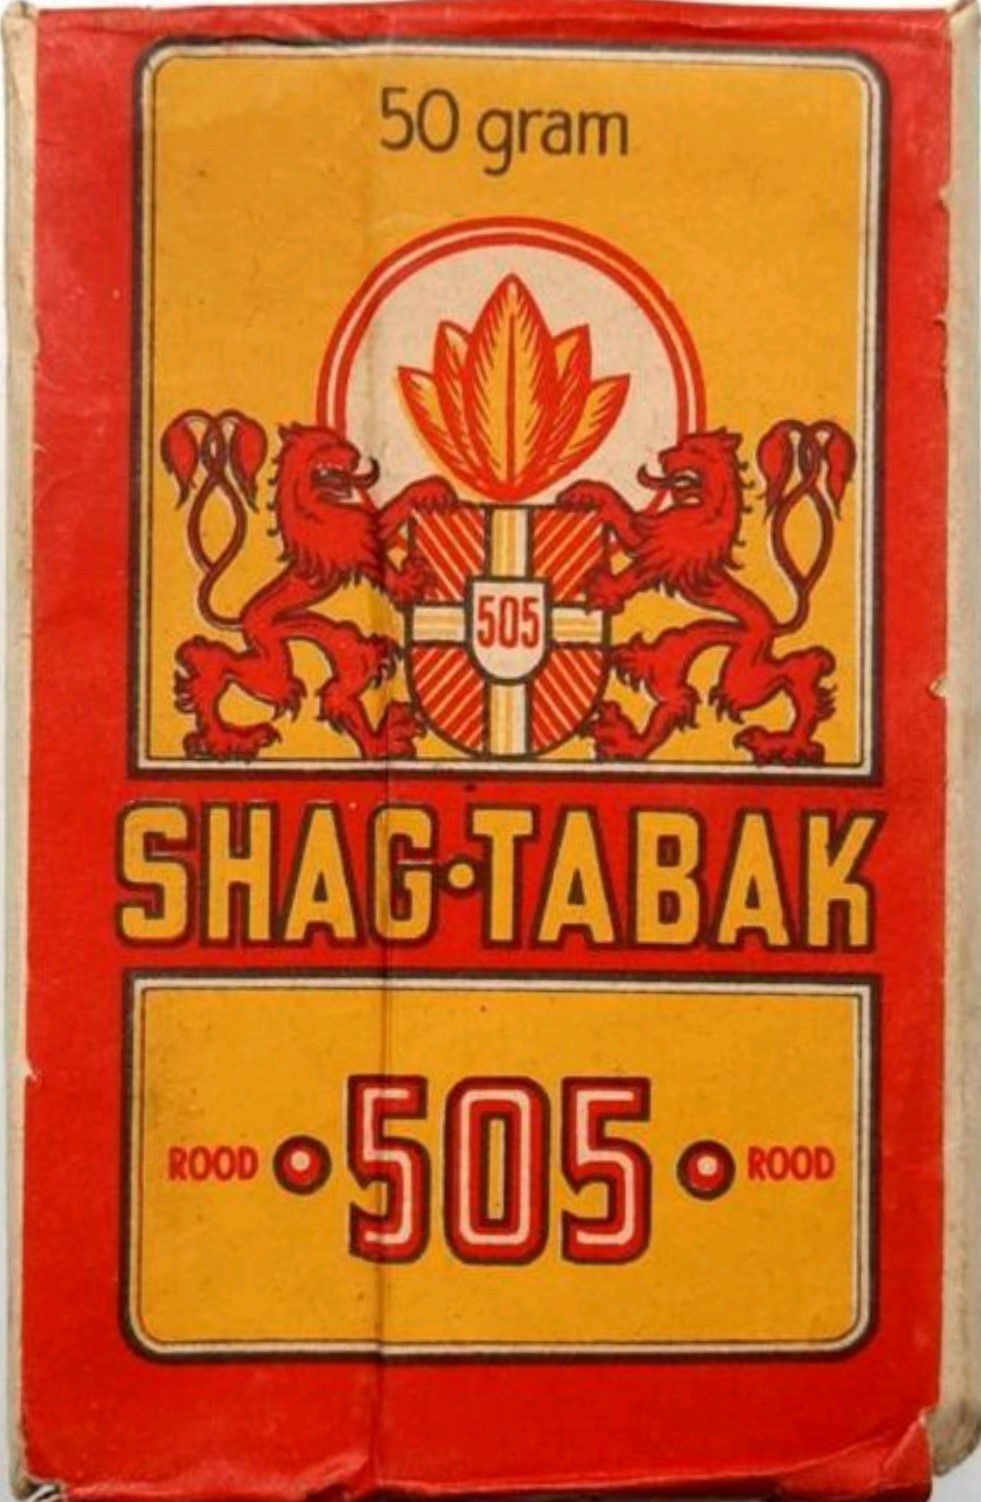 50 gram
505
SHAG•TABAK
ROOD • 505 • ROOD